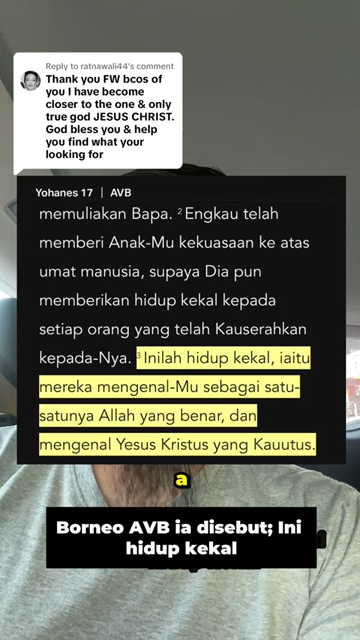 Reply to ratnawali44's comment
Thank you FW bcos of
you I have become
closer to the one & only
true god JESUS CHRIST.
God bless you & help
you find what your
looking for
Yohanes 17 | AVB
memuliakan Bapa. 2 Engkau telah
memberi Anak-Mu kekuasaan ke atas
umat manusia, supaya Dia pun
memberikan hidup kekal kepada
setiap orang yang telah Kauserahkan
kepada-Nya. 3 Inilah hidup kekal, iaitu
mereka mengenal-Mu sebagai satu-
satunya Allah yang benar, dan
mengenal Yesus Kristus yang Kauutus.
a
Borneo AVB ia disebut; Ini
hidup kekal